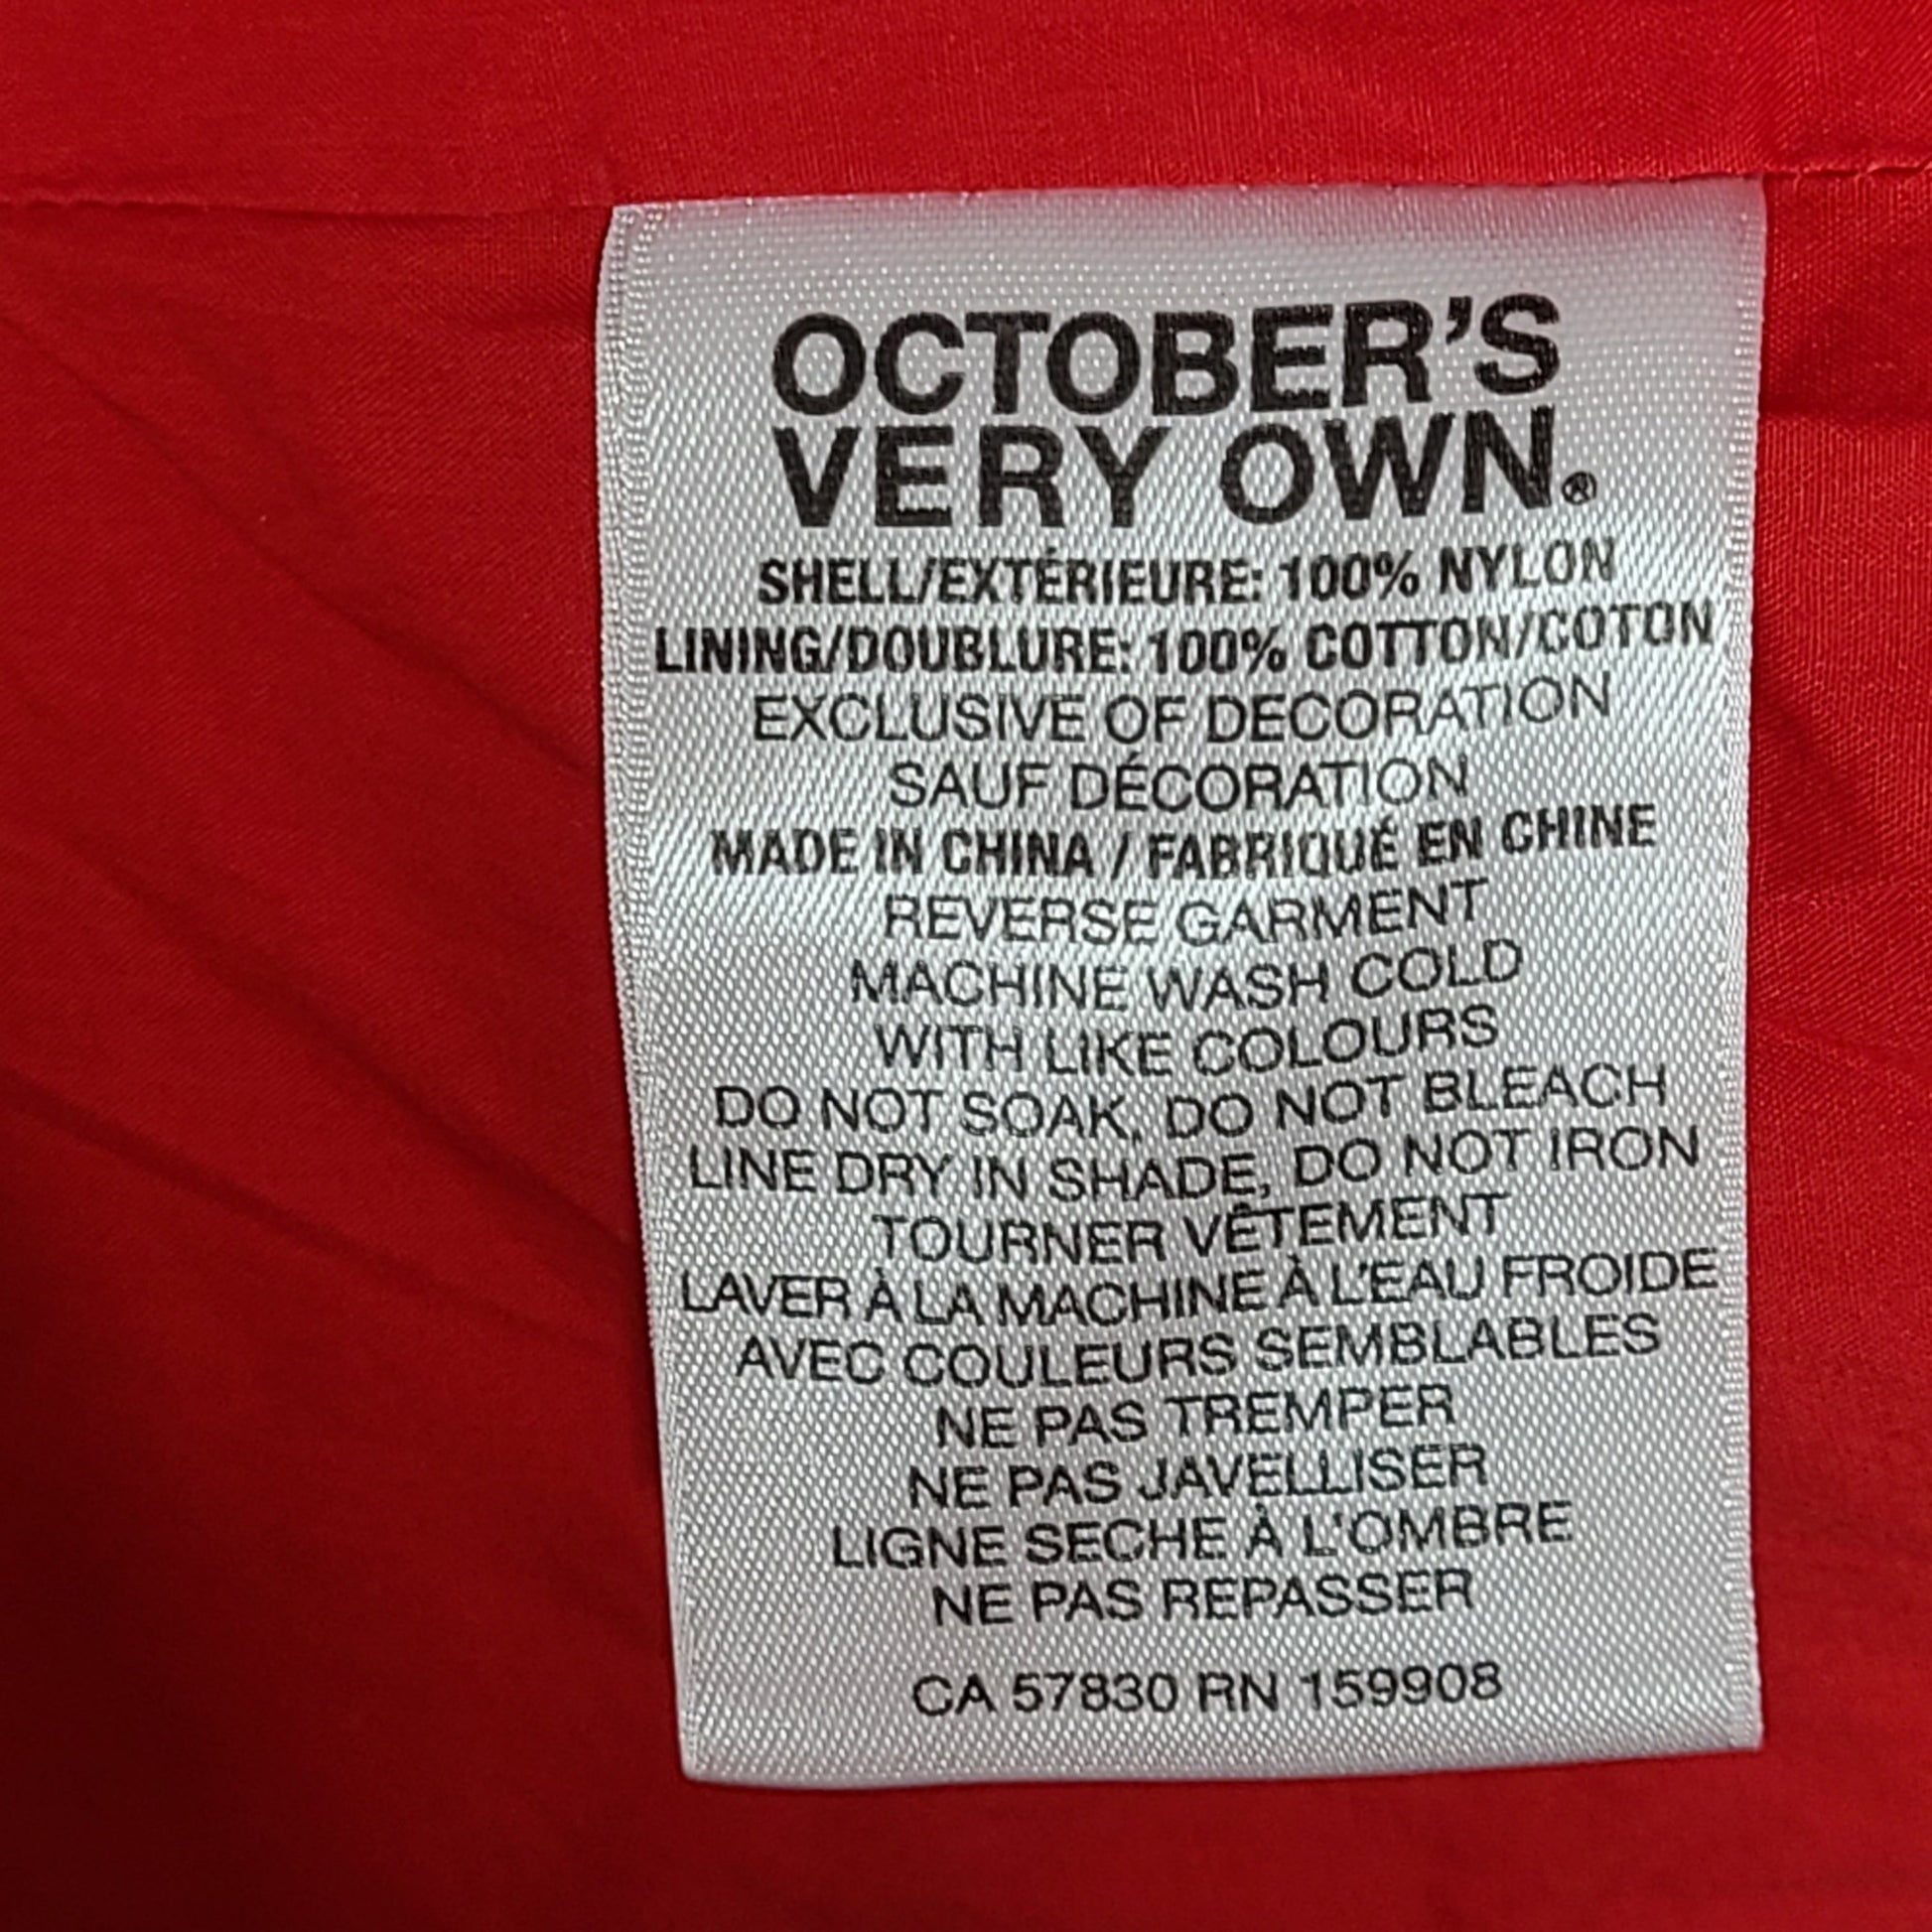 OCTOBER'S
VERY OWN.®
SHELL/EXTÉRIEURE: 100% NYLON
LINING/DOUBLURE: 100% COTTON/COTON
EXCLUSIVE OF DECORATION
SAUF DÉCORATION
MADE IN CHINA / FABRIQUÉ EN CHINE
REVERSE GARMENT
MACHINE WASH COLD
WITH LIKE COLOURS
DO NOT SOAK, DO NOT BLEACH
LINE DRY IN SHADE, DO NOT IRON
TOURNER VÊTEMENT
LAVER À LA MACHINE À L'EAU FROIDE
AVEC COULEURS SEMBLABLES
NE PAS TREMPER
NE PAS JAVELLISER
LIGNE SECHE À L'OMBRE
NE PAS REPASSER
CA 57830 RN 159908